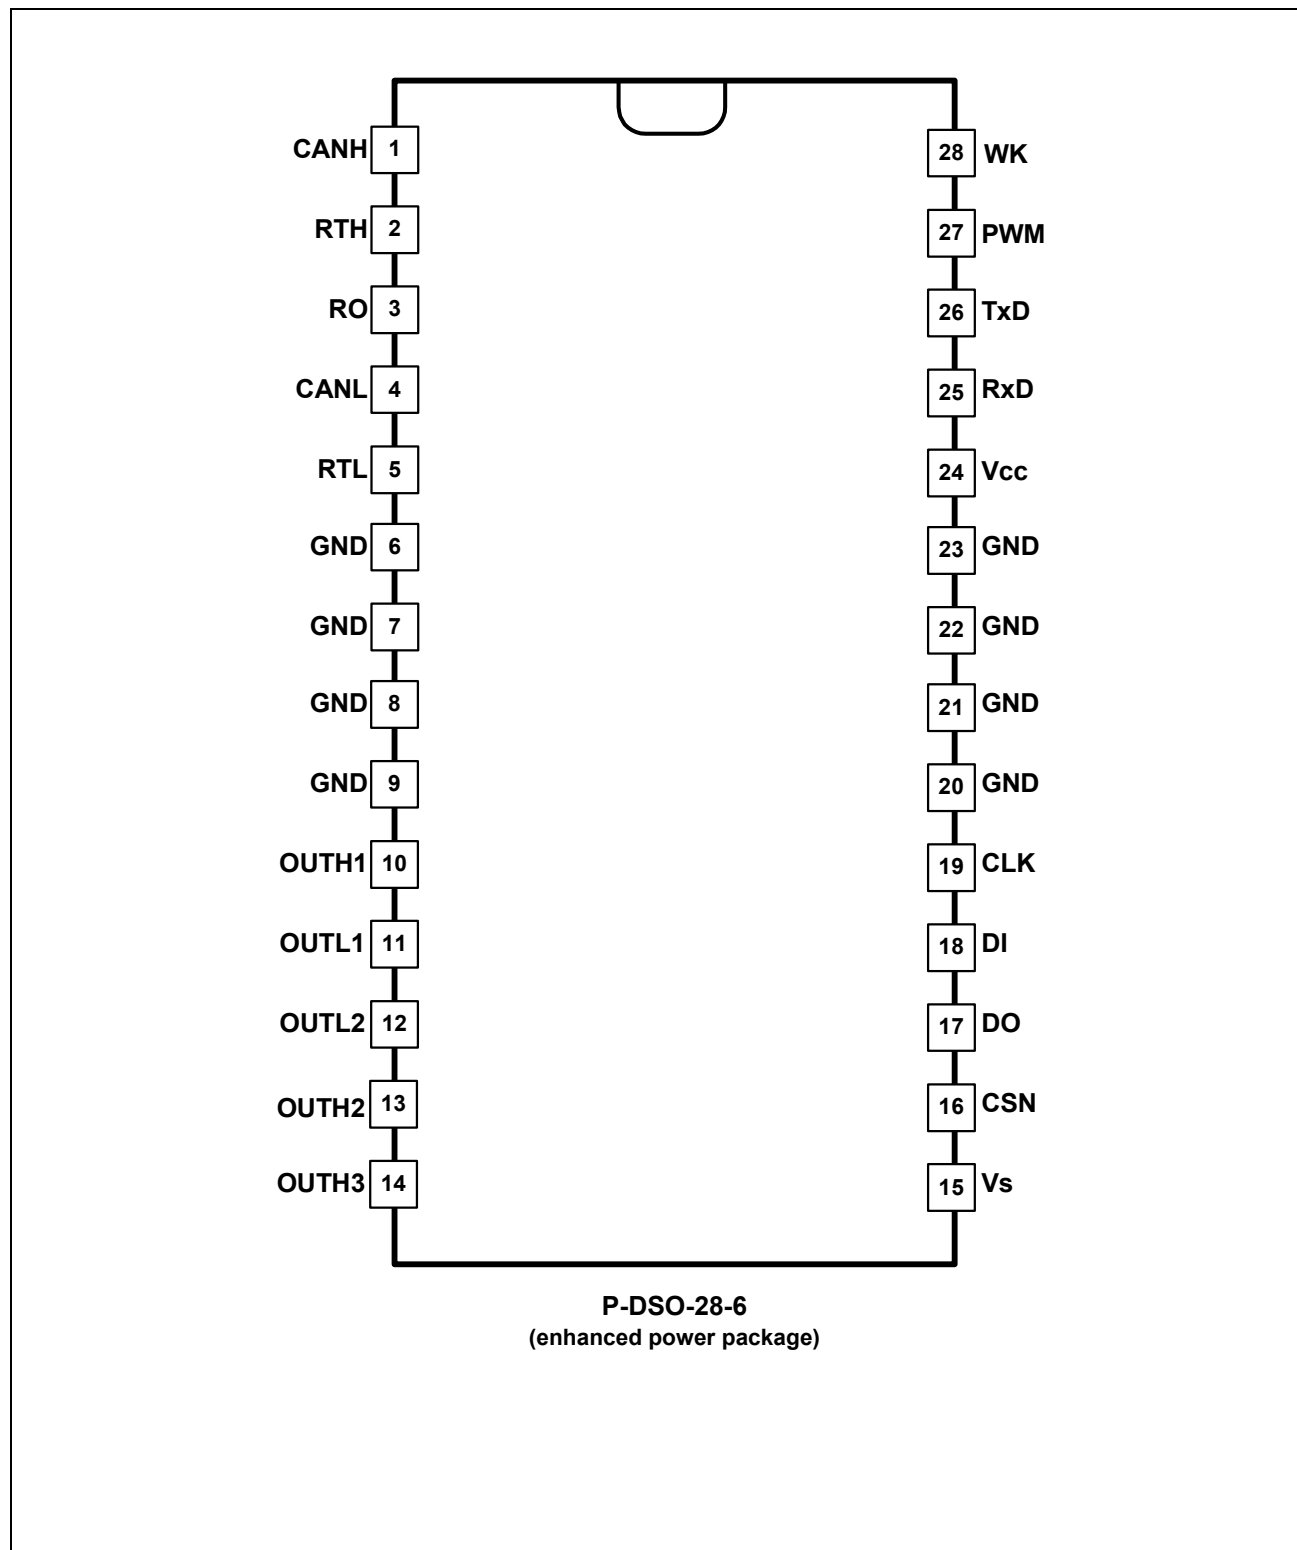 CANH 1
28 WK
RTH 2
27 PWM
RO 3
26 TxD
CANL 4
25 RxD
RTL 5
24 Vcc
GND 6
23 GND
GND 7
22 GND
GND 8
21 GND
GND 9
20 GND
OUTH1 10
19 CLK
OUTL1 11
18 DI
OUTL2 12
17 DO
OUTH2 13
16 CSN
OUTH3 14
15 Vs
P-DSO-28-6
(enhanced power package)